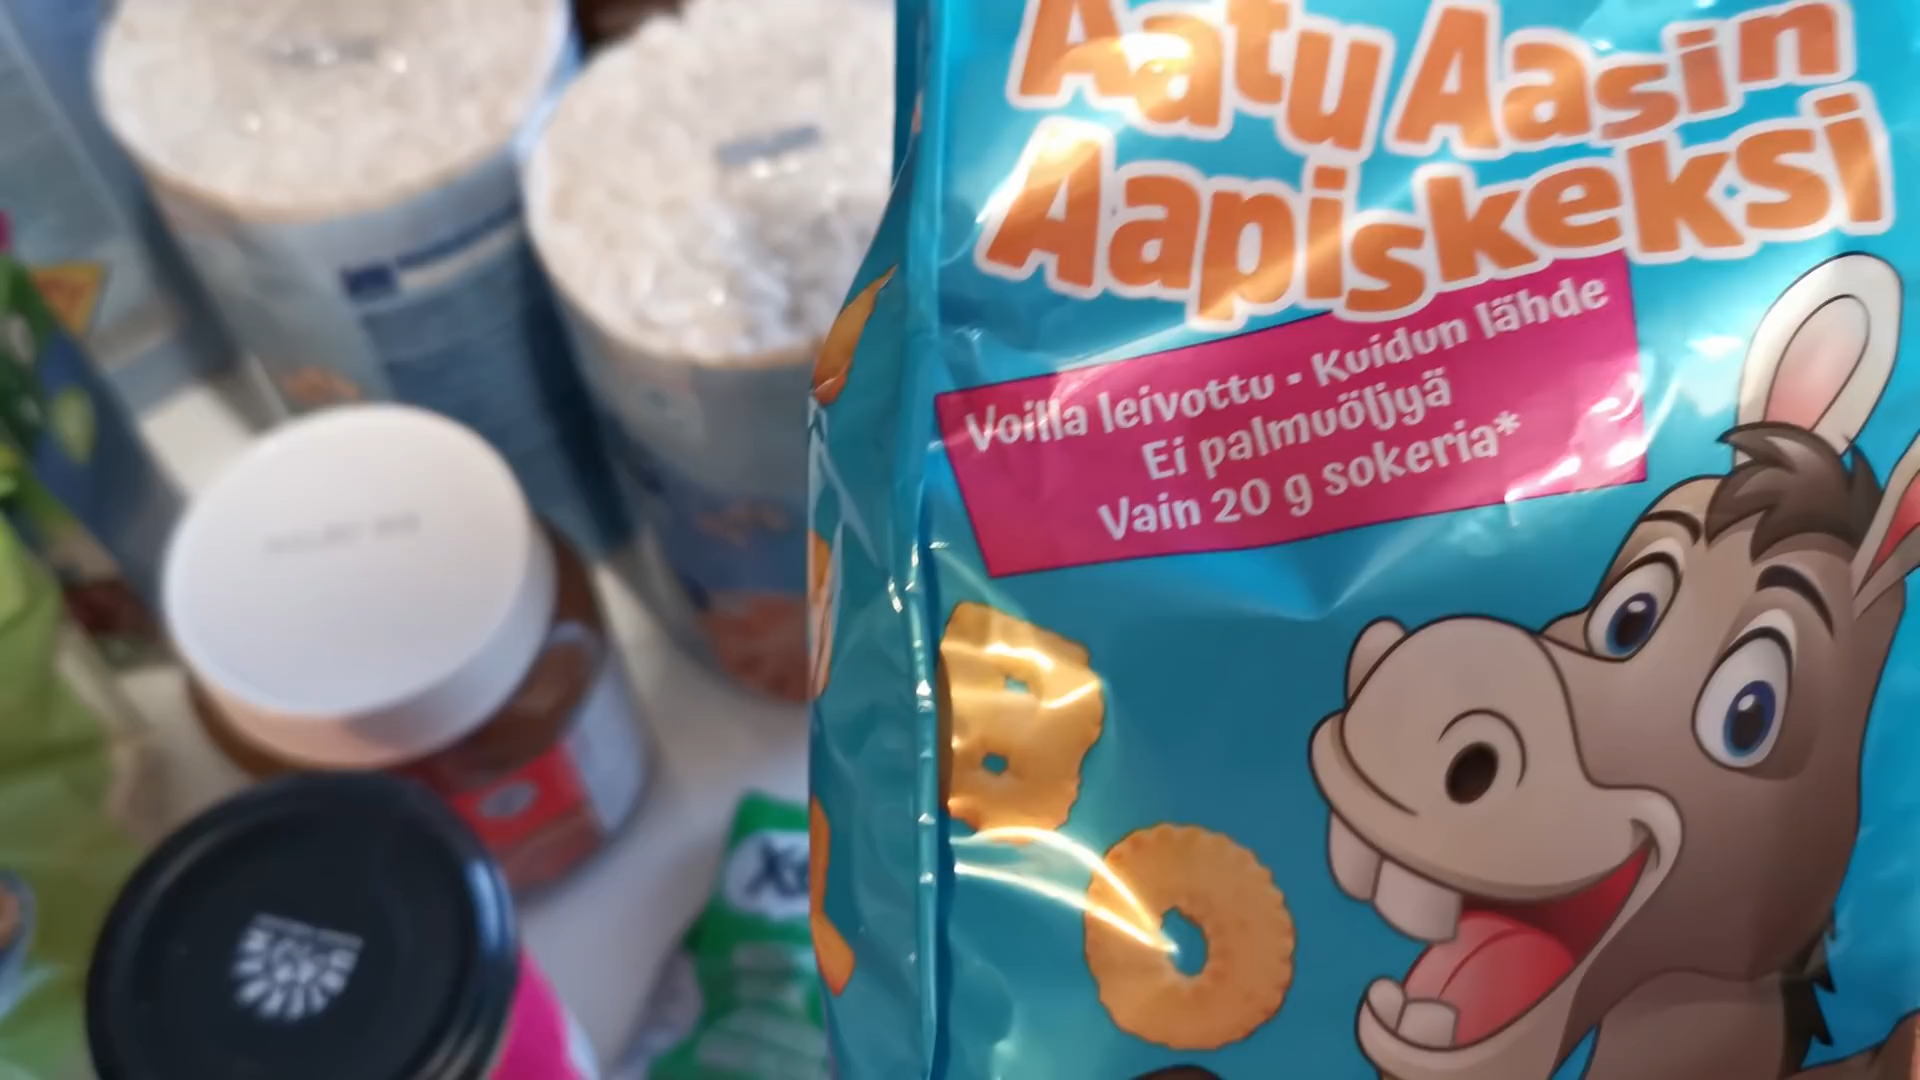 Aatu Aasin
Aapiskeksi
Voilla leivottu • Kuidun lähde
Ei palmuöljyä
Vain 20 g sokeria*